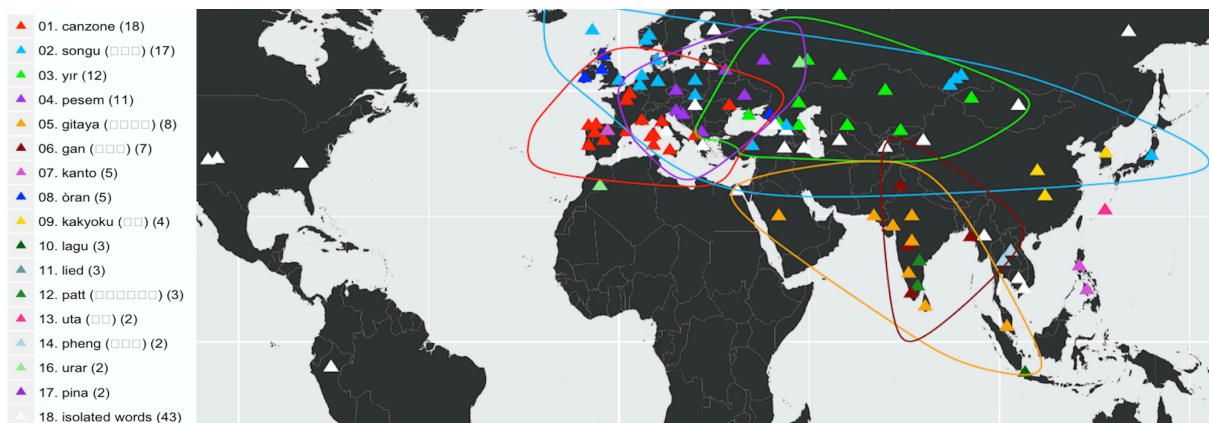 01. canzone (18)
02. songu (□□□) (17)
03. yır (12)
04. pesem (11)
05. gitaya (□□□□) (8)
06. gan (□□□) (7)
07. kanto (5)
08. òran (5)
09. kakyoku (□□) (4)
10. lagu (3)
11. lied (3)
12. patt (□□□□□□) (3)
13. uta (□□) (2)
14. pheng (□□□) (2)
16. urar (2)
17. pina (2)
18. isolated words (43)